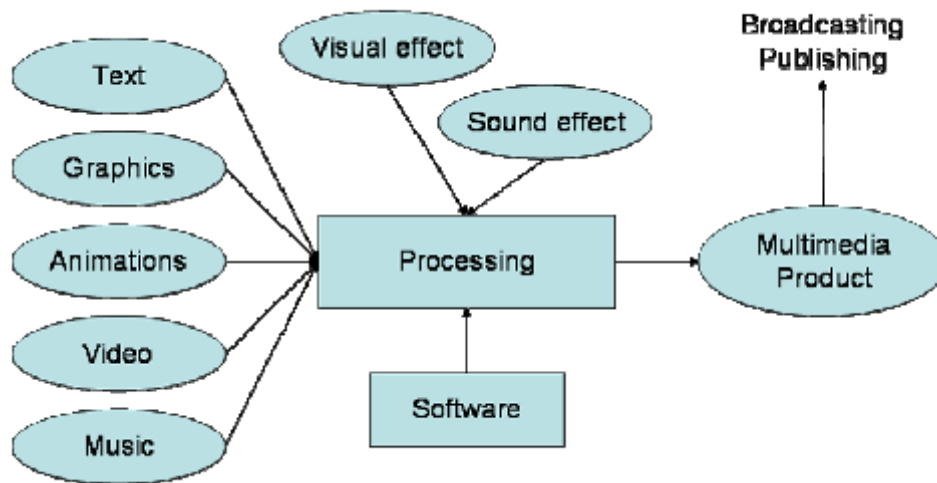 Text
Graphics
Animations
Video
Music
Visual effect
Sound effect
Processing
Software
Multimedia
Product
Broadcasting
Publishing